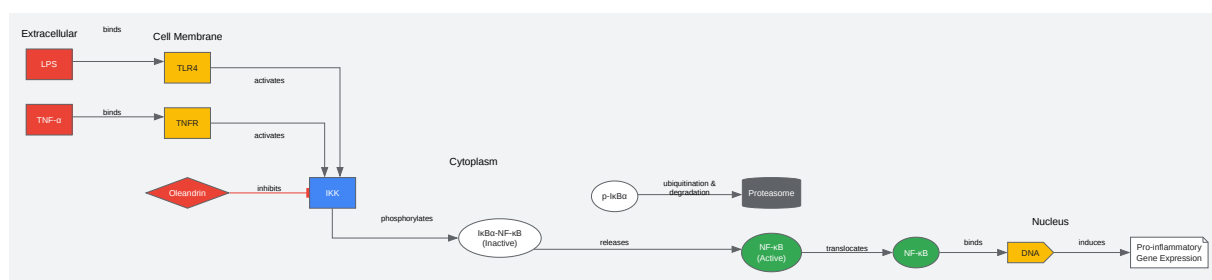 Extracellular
binds
Cell Membrane
LPS
TLR4
activates
TNF-α
binds
TNFR
activates
Cytoplasm
Oleandrin
inhibits
IKK
p-IκBα
ubiquitination &
degradation
Proteasome
phosphorylates
Nucleus
IκBα-NF-κB
(Inactive)
releases
NF-κB
(Active)
translocates
NF-κB
binds
DNA
induces
Pro-inflammatory
Gene Expression